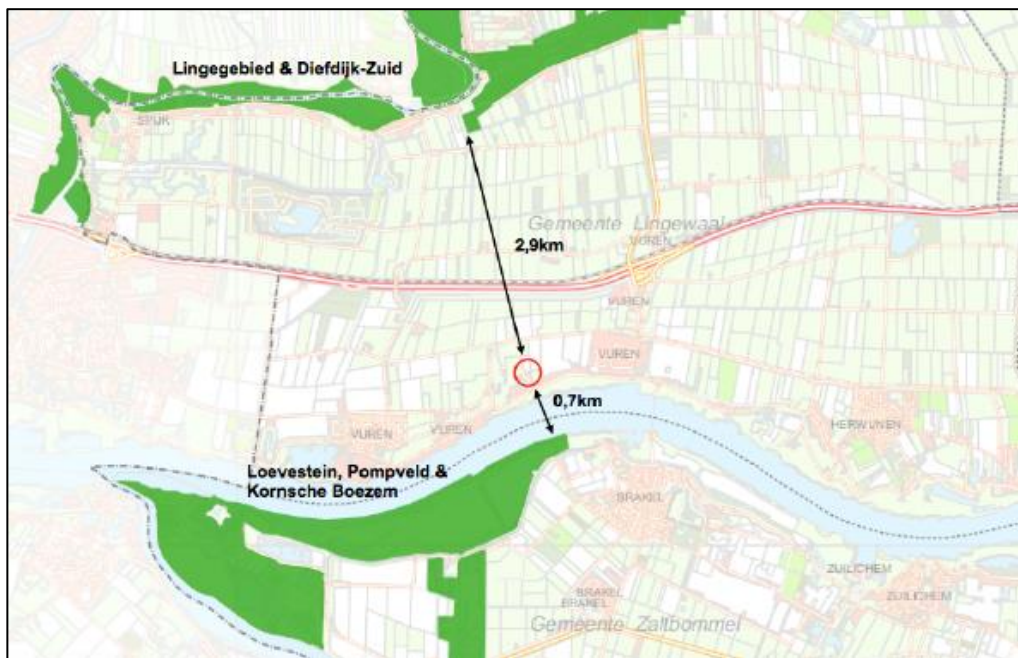 Lingegebied & Diefdijk-Zuid
SPIJK
Gemeente Lingewaal
VUREN
2,9km
VUREN
VUREN
0,7km
HERWIJNEN
VUREN
VUREN
Loevestein, Pompveld &
Kornsche Boezem
BRAKEL
ZUILICHEM
BRAKEL
BRAKEL
ZUILICHEM
Gemeente Zaltbommel